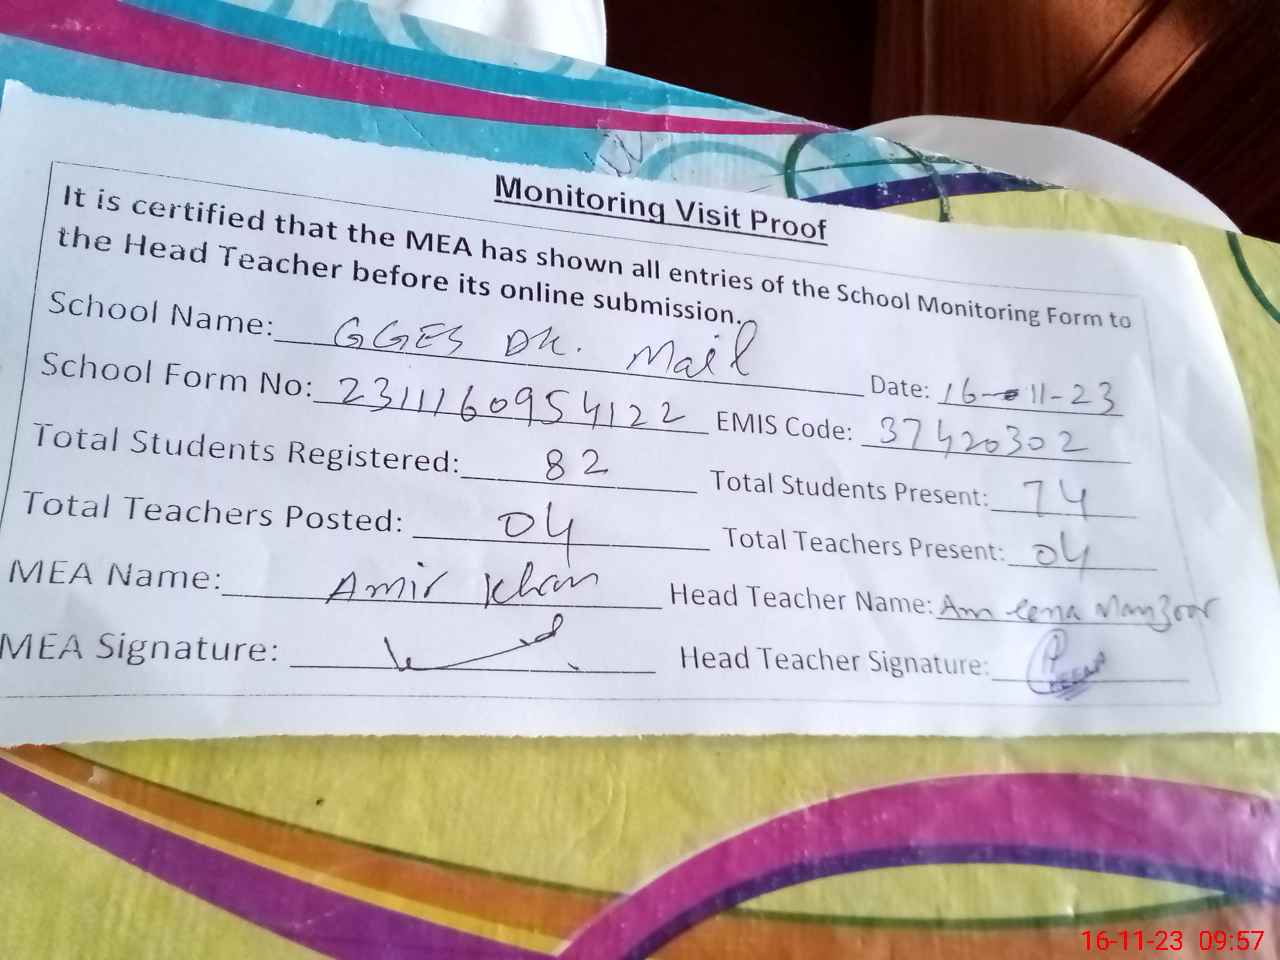 Monitoring Visit Proof
It is certified that the MEA has shown all entries of the School Monitoring Form to
the Head Teacher before its online submission.
School Name: GGES DK. Mail
Date: 16-11-23
School Form No: 23111160954122 EMIS Code: 37420302
Total Students Registered: 82 Total Students Present: 74
Total Teachers Posted: 04 Total Teachers Present: 04
MEA Name: Amir Khan Head Teacher Name: Am eena Manzoor
MEA Signature: Head Teacher Signature:
16-11-23 09:57